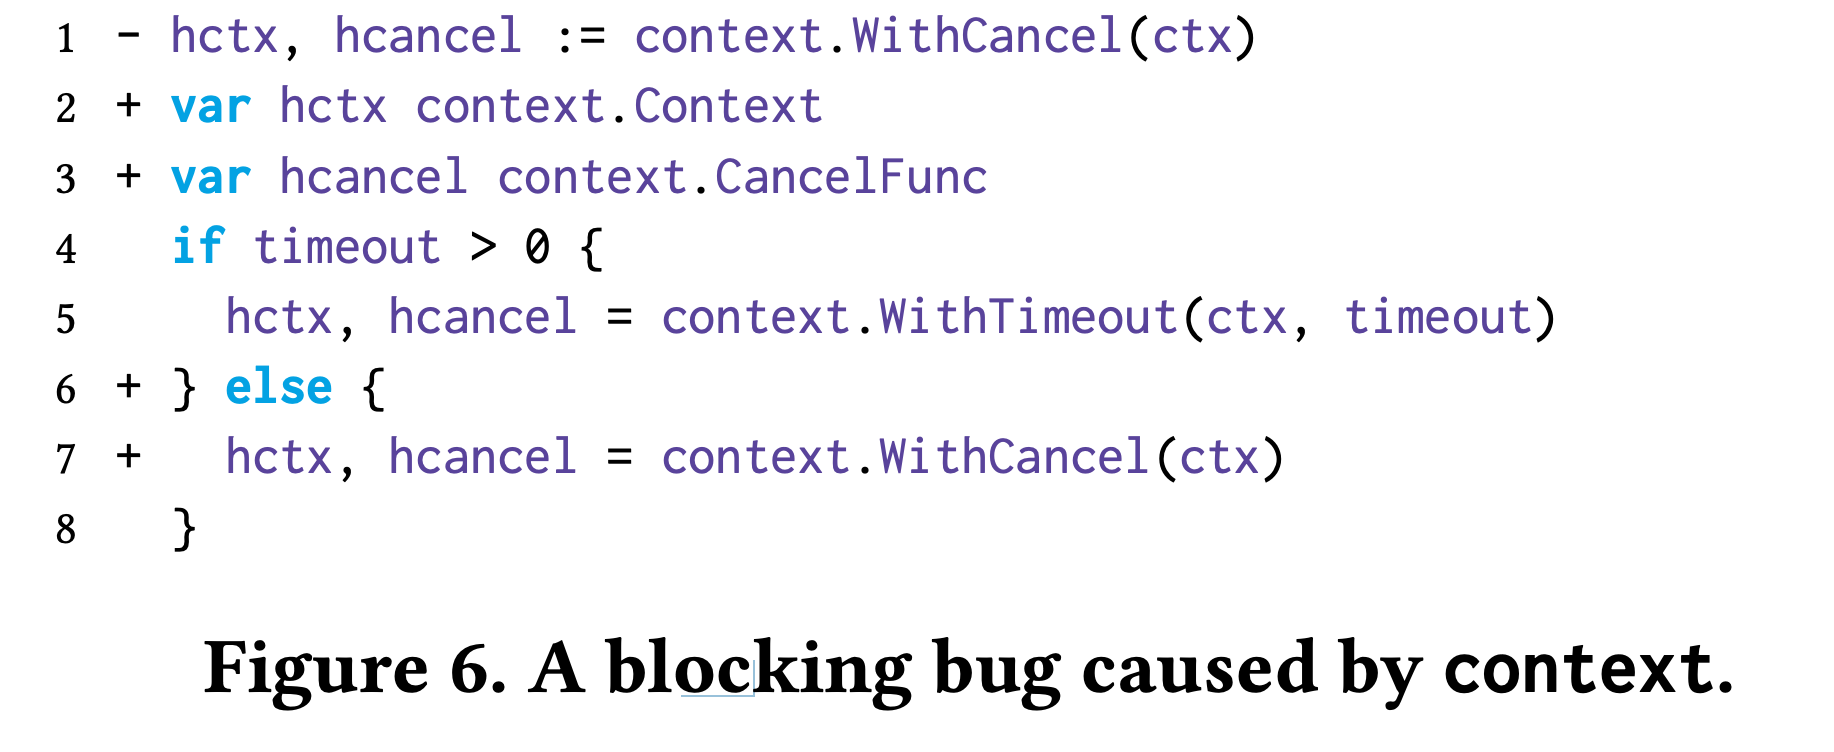 1 - hctx, hcancel := context.WithCancel(ctx)
2 + var hctx context.Context
3 + var hcancel context.CancelFunc
4   if timeout > 0 {
5     hctx, hcancel = context.WithTimeout(ctx, timeout)
6 + } else {
7 +   hctx, hcancel = context.WithCancel(ctx)
8   }
Figure 6. A blocking bug caused by context.